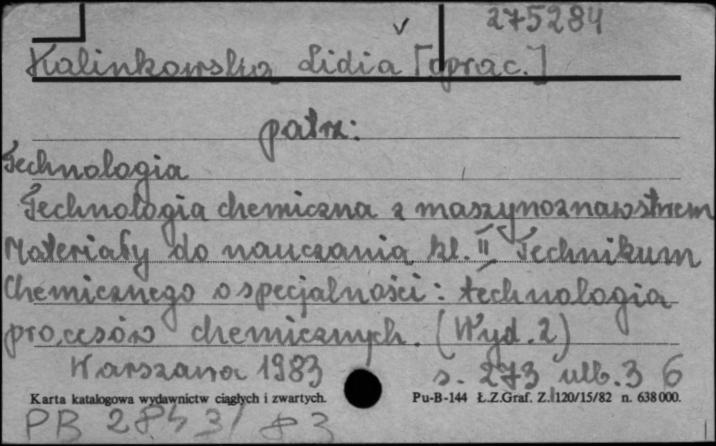 275284
Kalinkowska Lidia [oprac.]
patrz:
Technologia
Technologia chemiczna z maszynoznawstwem
Materiały do nauczania kl. II Technikum
Chemicznego o specjalności: technologia
procesów chemicznych. (Wyd. 2)
Warszawa 1983 s. 273 ulb. 3 6
Karta katalogowa wydawnictw ciągłych i zwartych. Pu-B-144 Ł.Z.Graf. Z. 120/15/82 n. 638000.
PB 2843/83